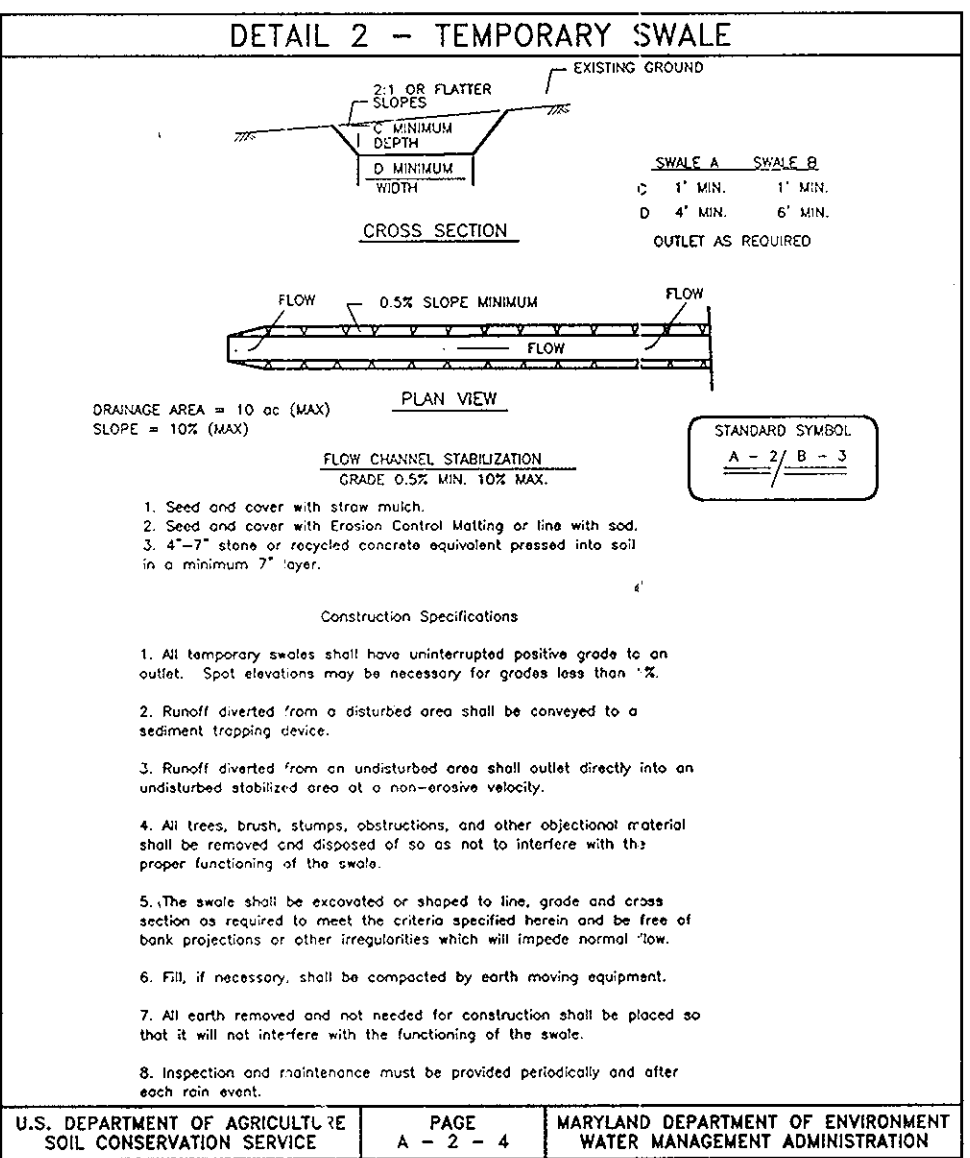 DETAIL 2 - TEMPORARY SWALE
EXISTING GROUND
2:1 OR FLATTER
SLOPES
C MINIMUM
DEPTH
D MINIMUM
WIDTH
CROSS SECTION
SWALE A SWALE B
C 1' MIN. 1' MIN.
D 4' MIN. 6' MIN.
OUTLET AS REQUIRED
FLOW 0.5% SLOPE MINIMUM FLOW
FLOW
PLAN VIEW
DRAINAGE AREA = 10 ac (MAX)
SLOPE = 10% (MAX)
STANDARD SYMBOL
A - 2/ B - 3
FLOW CHANNEL STABILIZATION
GRADE 0.5% MIN. 10% MAX.
1. Seed and cover with straw mulch.
2. Seed and cover with Erosion Control Matting or line with sod.
3. 4"-7" stone or recycled concrete equivalent pressed into soil
in a minimum 7" layer.
Construction Specifications
1. All temporary swales shall have uninterrupted positive grade to an
outlet. Spot elevations may be necessary for grades less than %.
2. Runoff diverted from a disturbed area shall be conveyed to a
sediment trapping device.
3. Runoff diverted from an undisturbed area shall outlet directly into an
undisturbed stabilized area at a non-erosive velocity.
4. All trees, brush, stumps, obstructions, and other objectional material
shall be removed and disposed of so as not to interfere with the
proper functioning of the swale.
5. The swale shall be excavated or shaped to line, grade and cross
section as required to meet the criteria specified herein and be free of
bank projections or other irregularities which will impede normal flow.
6. Fill, if necessary, shall be compacted by earth moving equipment.
7. All earth removed and not needed for construction shall be placed so
that it will not interfere with the functioning of the swale.
8. Inspection and maintenance must be provided periodically and after
each rain event.
U.S. DEPARTMENT OF AGRICULTURE
SOIL CONSERVATION SERVICE
PAGE
A - 2 - 4
MARYLAND DEPARTMENT OF ENVIRONMENT
WATER MANAGEMENT ADMINISTRATION